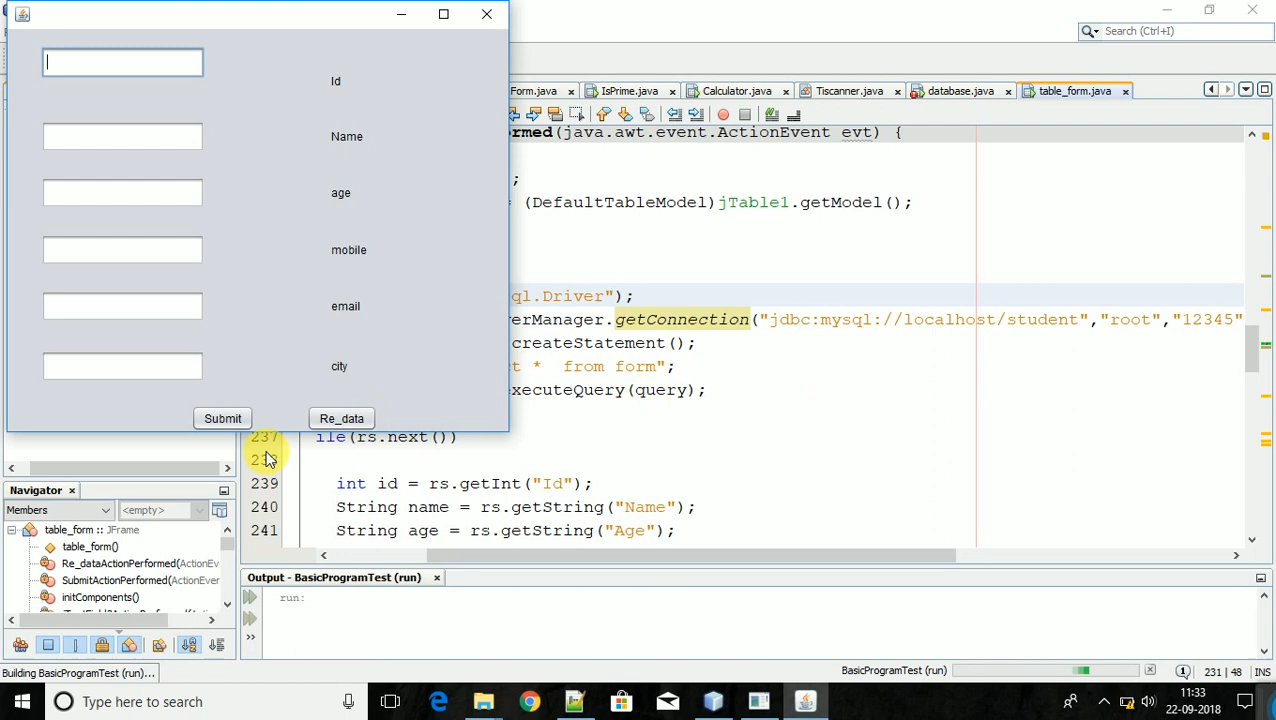 Search (Ctrl+I)
Form.java
IsPrime.java
Calculator.java
Tiscanner.java
database.java
table_form.java
Id
Name
age
mobile
email
city
Submit
Re_data
rmed(java.awt.event.ActionEvent evt) {
;
= (DefaultTableModel)jTable1.getModel();
ql.Driver");
erManager.getConnection("jdbc:mysql://localhost/student","root","12345"
createStatement();
t *  from form";
executeQuery(query);
237 ile(rs.next())
239 int id = rs.getInt("Id");
240 String name = rs.getString("Name");
241 String age = rs.getString("Age");
Navigator
Members
<empty>
table_form :: JFrame
table_form()
Re_dataActionPerformed(ActionEv
SubmitActionPerformed(ActionEver
initComponents()
Output - BasicProgramTest (run)
run:
Building BasicProgramTest (run)...
BasicProgramTest (run)
1
231 | 48
INS
Type here to search
11:33
22-09-2018